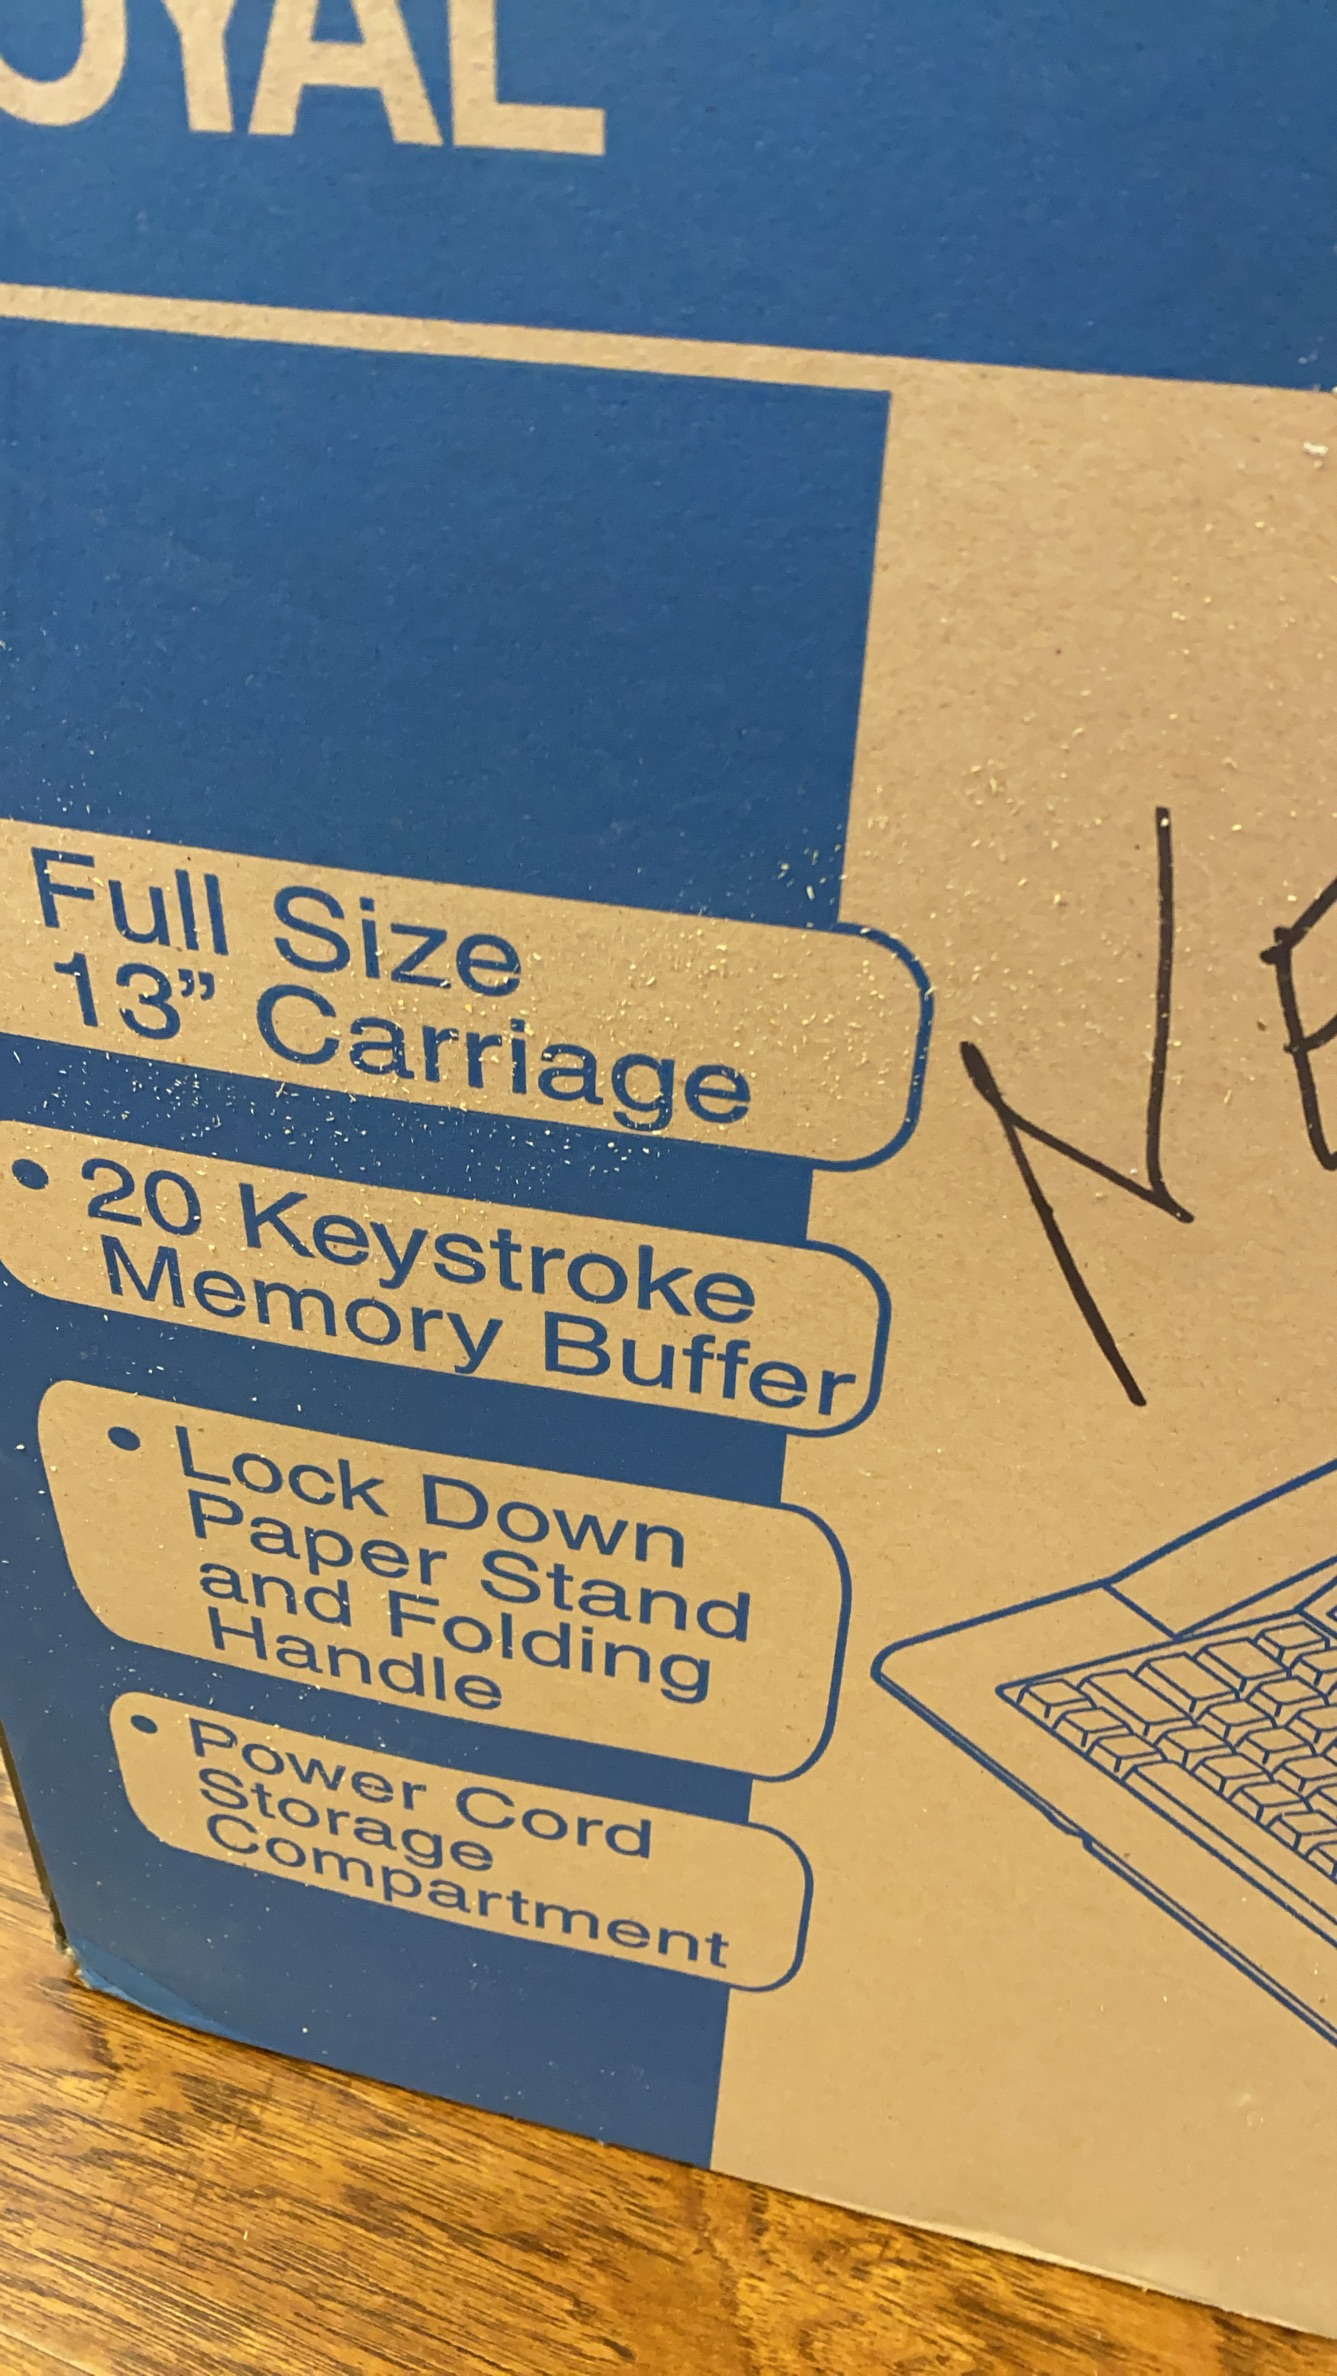 OYAL
Full Size
13” Carriage
• 20 Keystroke
Memory Buffer
• Lock Down
Paper Stand
and Folding
Handle
• Power Cord
Storage
Compartment
NE